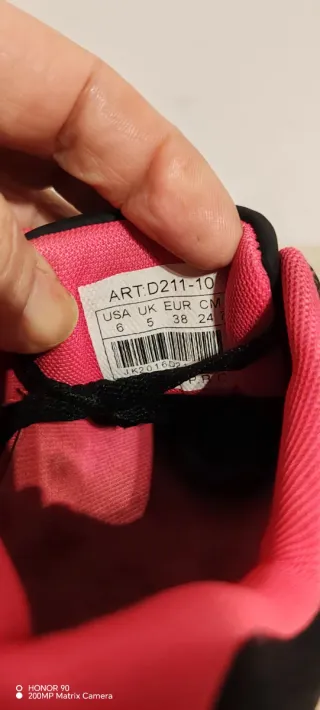 ART:D211-10
USA UK EUR CM
6 5 38 24
HONOR 90
200MP Matrix Camera